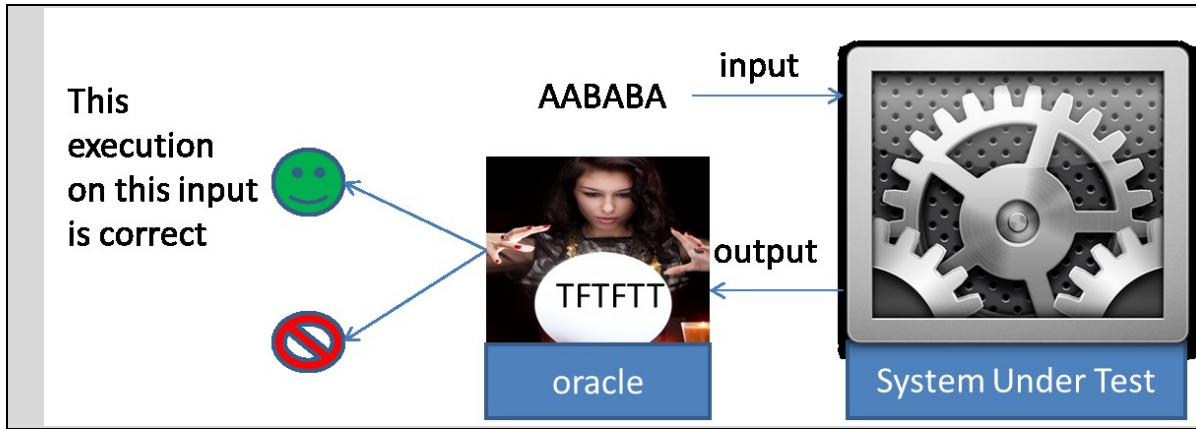 This
execution
on this input
is correct
AABABA
input
output
TFTFTT
oracle
System Under Test